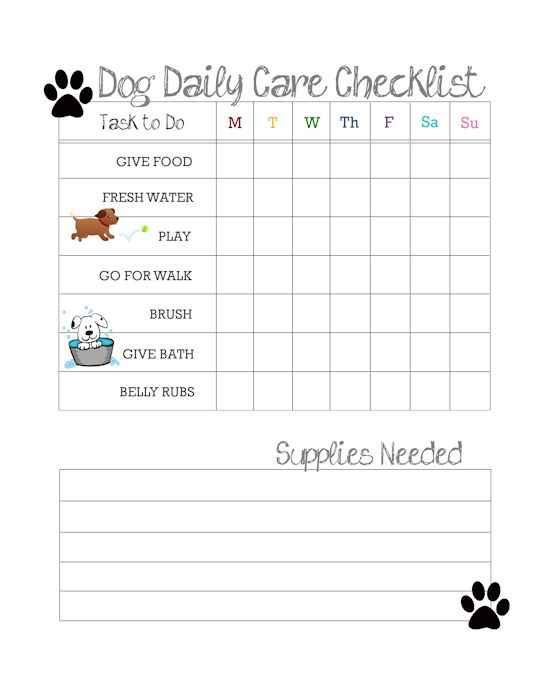 Dog Daily Care Checklist
Task to Do M T W Th F Sa Su
GIVE FOOD
FRESH WATER
PLAY
GO FOR WALK
BRUSH
GIVE BATH
BELLY RUBS
Supplies Needed